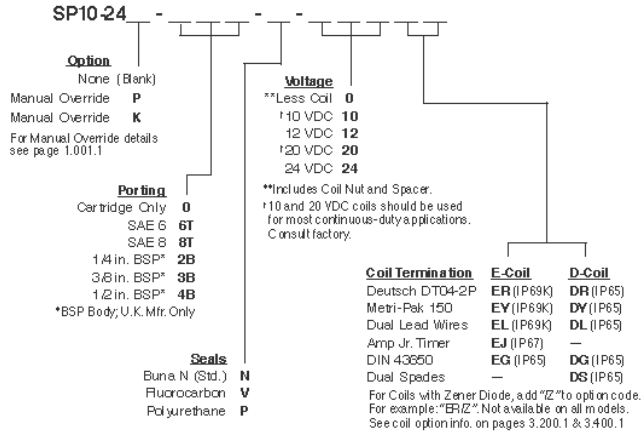 SP10-24__ - ____ - __ - ____ ____
Option
None (Blank)
Manual Override P
Manual Override K
For Manual Override details
see page 1.001.1
Voltage
**Less Coil 0
†10 VDC 10
12 VDC 12
†20 VDC 20
24 VDC 24
**Includes Coil Nut and Spacer.
†10 and 20 VDC coils should be used
for most continuous-duty applications.
Consult factory.
Porting
Cartridge Only 0
SAE 6 6T
SAE 8 8T
1/4 in. BSP* 2B
3/8 in. BSP* 3B
1/2 in. BSP* 4B
*BSP Body; U.K. Mfr. Only
Seals
Buna N (Std.) N
Fluorocarbon V
Polyurethane P
Coil Termination E-Coil D-Coil
Deutsch DT04-2P ER (IP69K) DR (IP65)
Metri-Pak 150 EY (IP69K) DY (IP65)
Dual Lead Wires EL (IP69K) DL (IP65)
Amp Jr. Timer EJ (IP67) —
DIN 43650 EG (IP65) DG (IP65)
Dual Spades — DS (IP65)
For Coils with Zener Diode, add "/Z" to option code.
For example: "ER/Z". Not available on all models.
See coil option info. on pages 3.200.1 & 3.400.1